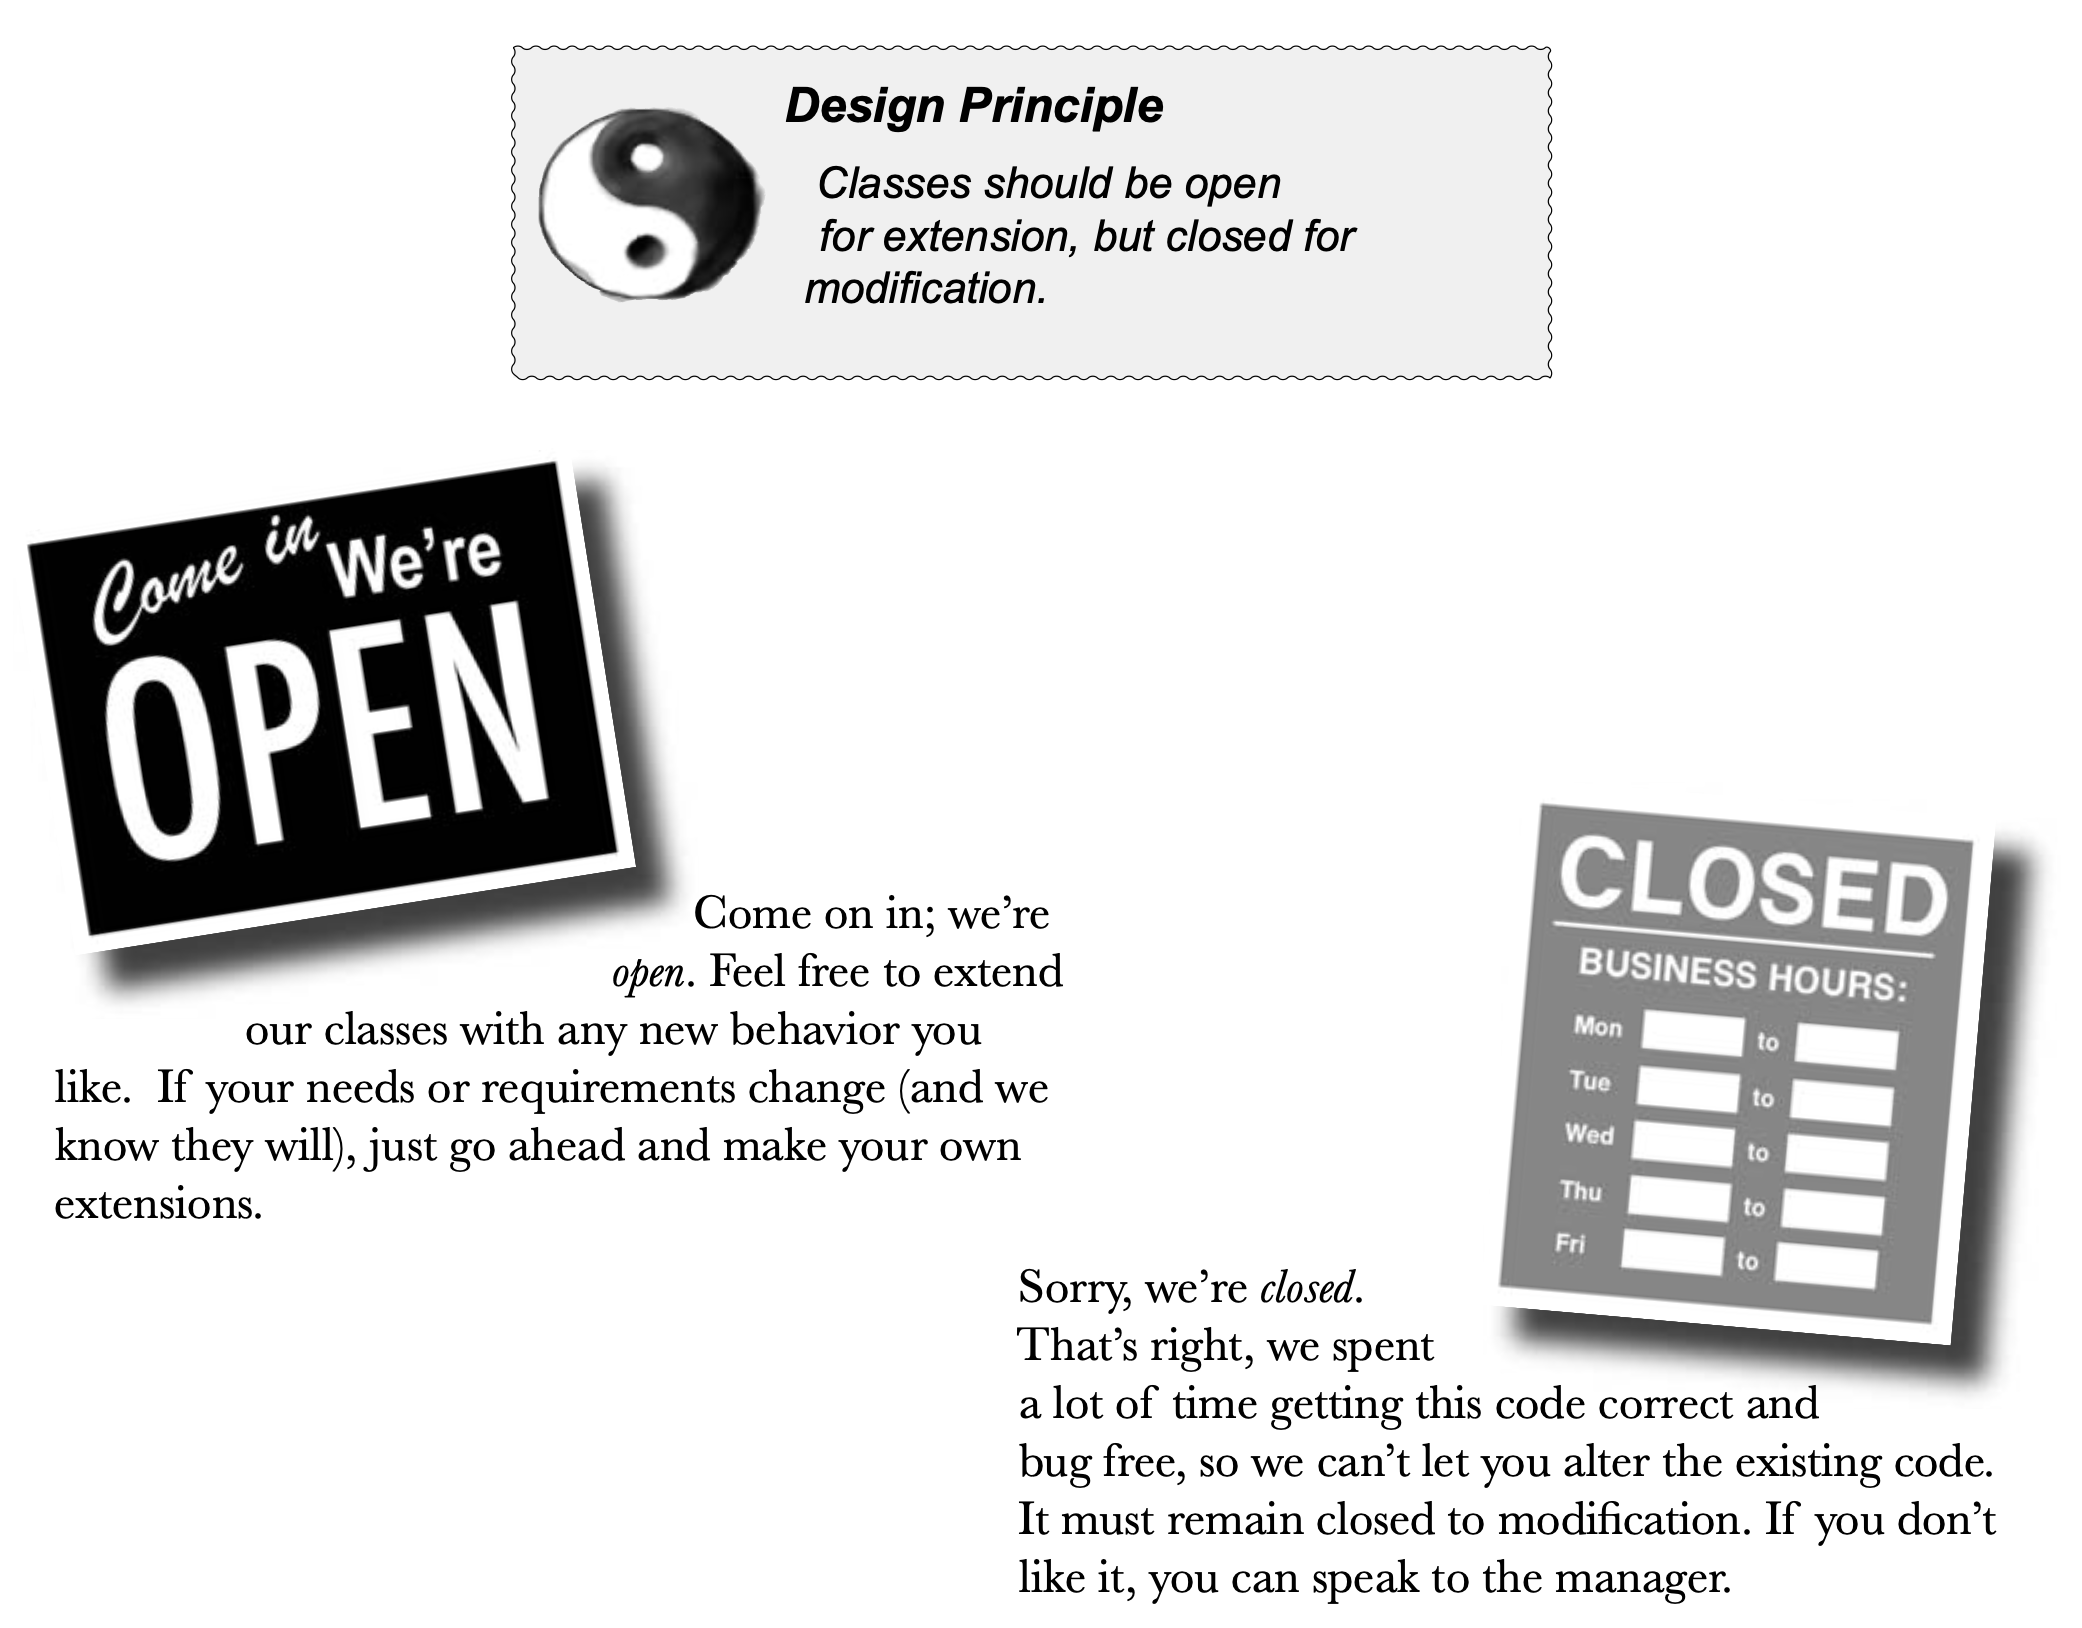 Design Principle
Classes should be open
for extension, but closed for
modification.
Come in We're
OPEN
Come on in; we're
open. Feel free to extend
our classes with any new behavior you
like. If your needs or requirements change (and we
know they will), just go ahead and make your own
extensions.
CLOSED
BUSINESS HOURS:
Mon to
Tue to
Wed to
Thu to
Fri to
Sorry, we're closed.
That's right, we spent
a lot of time getting this code correct and
bug free, so we can't let you alter the existing code.
It must remain closed to modification. If you don't
like it, you can speak to the manager.